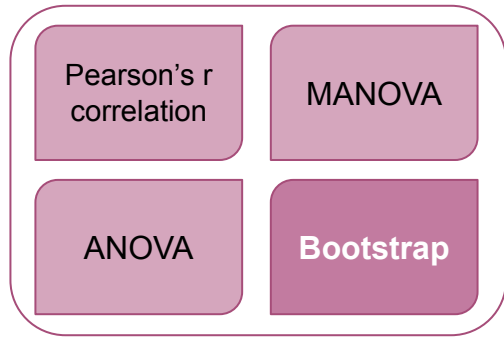 Pearson’s r
correlation
MANOVA
ANOVA
Bootstrap